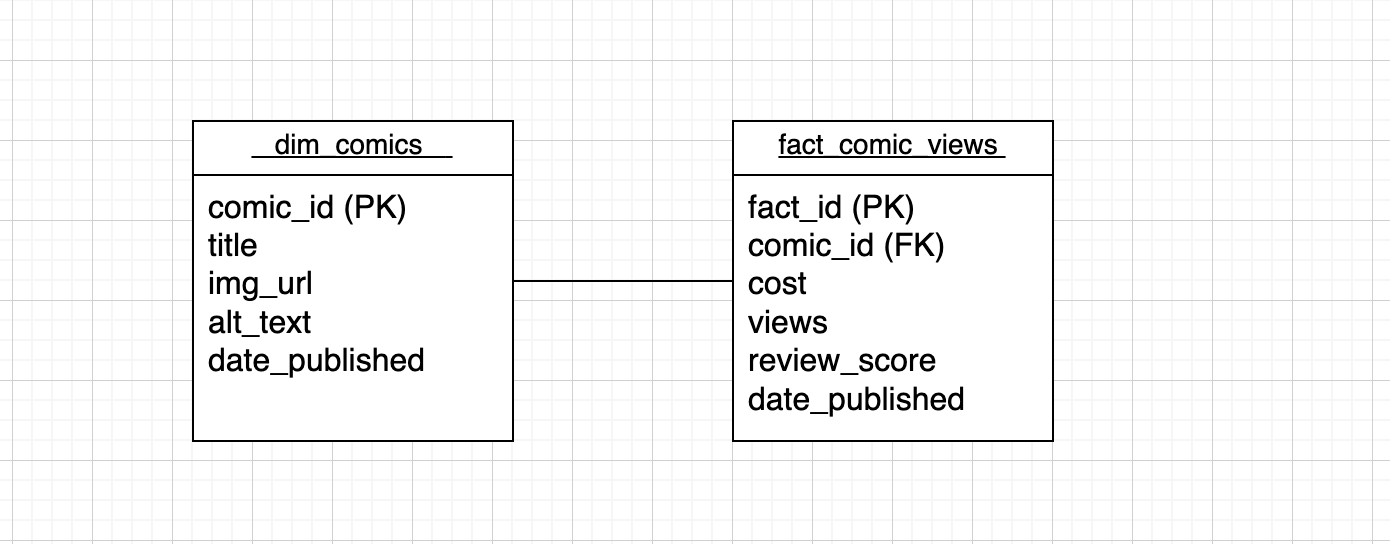 dim_comics
comic_id (PK)
title
img_url
alt_text
date_published
fact_comic_views
fact_id (PK)
comic_id (FK)
cost
views
review_score
date_published